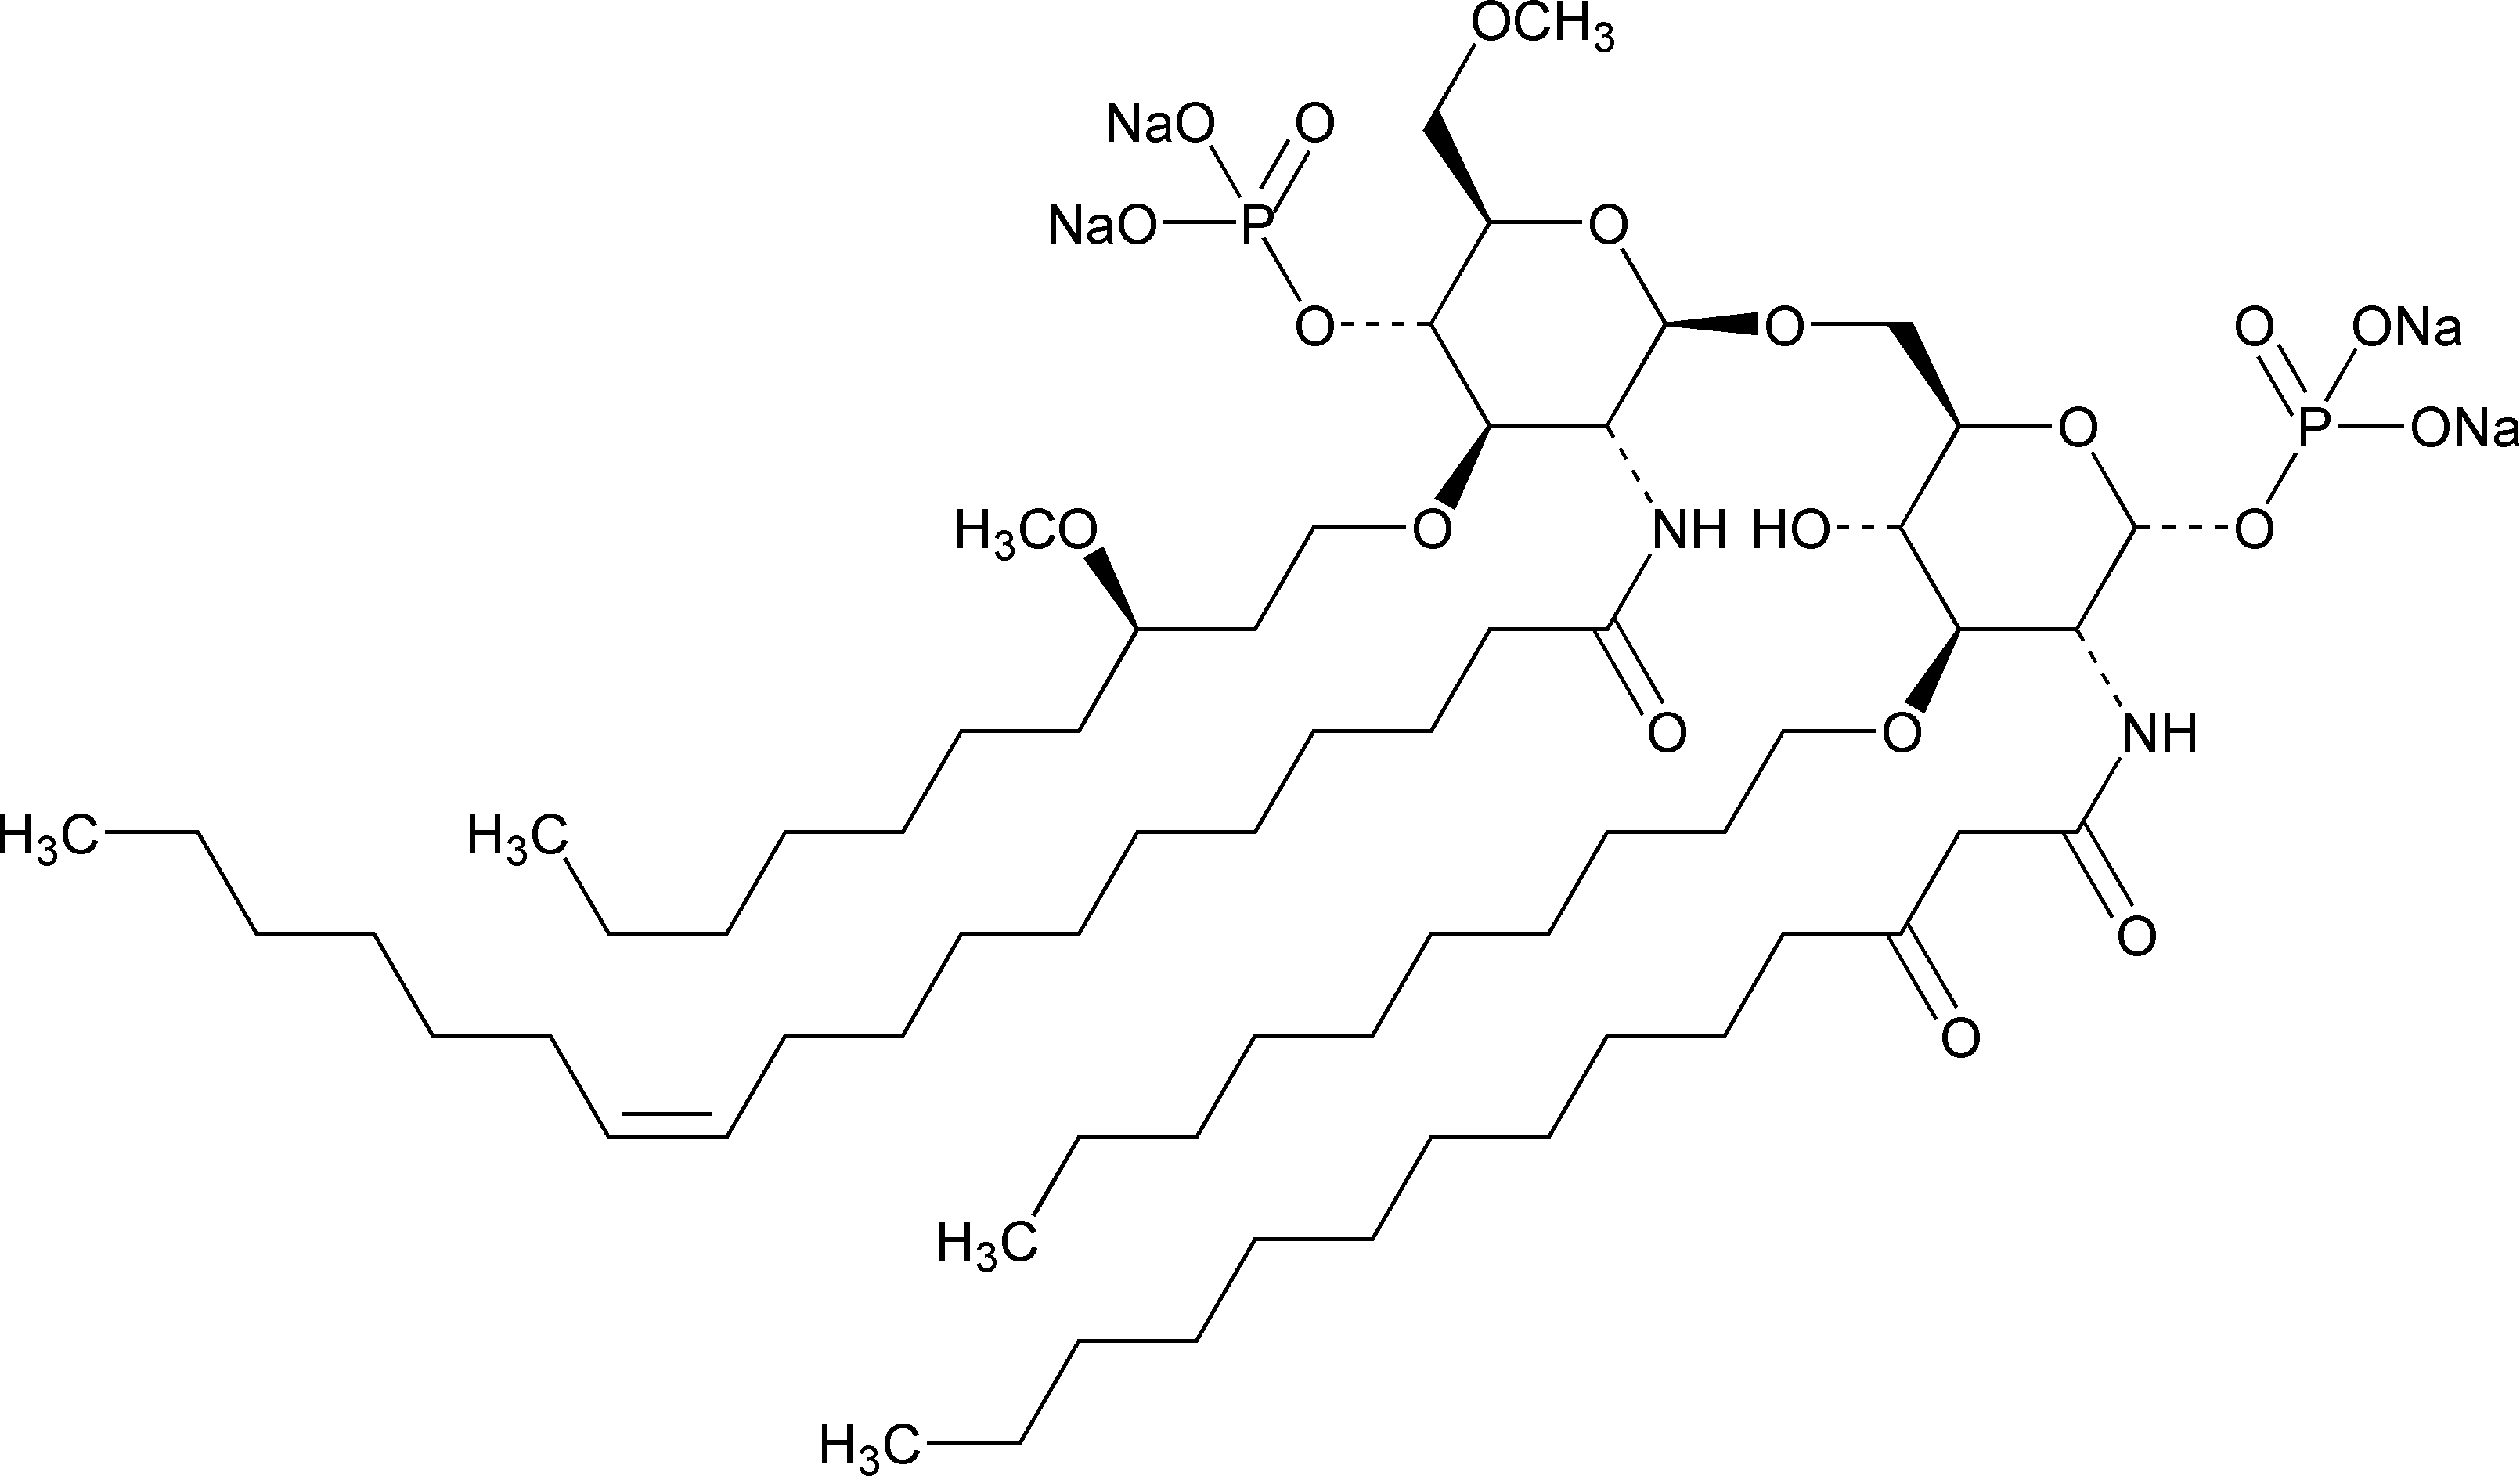 OCH3
NaO O
NaO P O
O O O ONa
O P ONa
H3CO O NH HO O
O O NH
H3C H3C
O
O
H3C
H3C